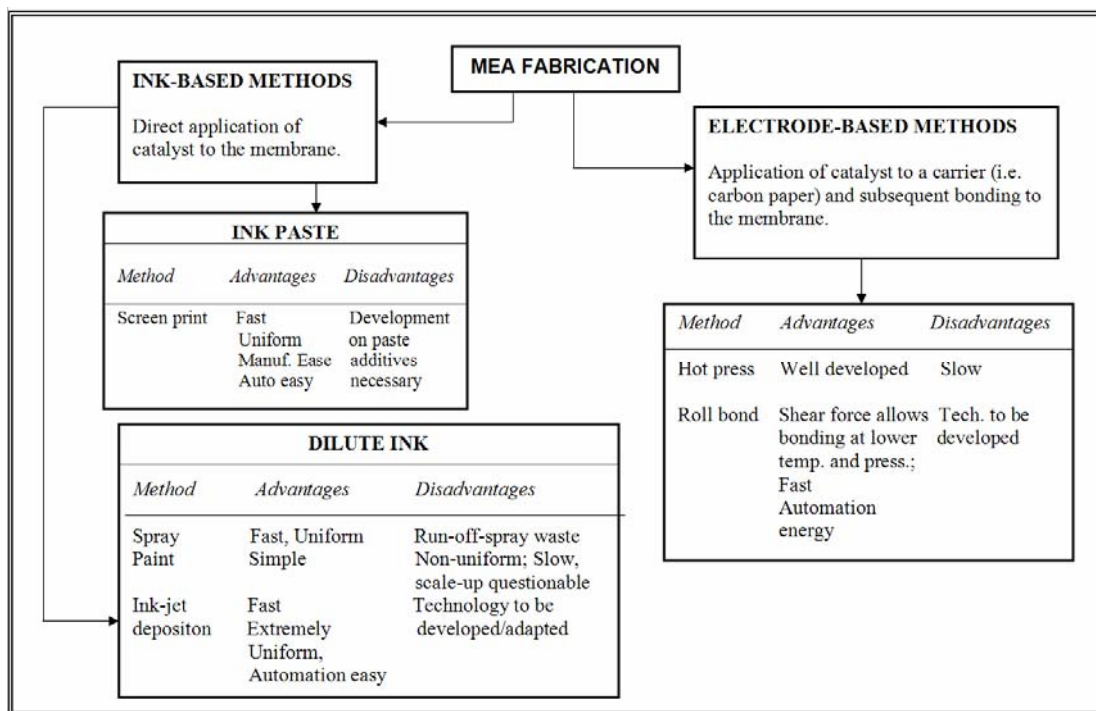 MEA FABRICATION
INK-BASED METHODS
Direct application of
catalyst to the membrane.
ELECTRODE-BASED METHODS
Application of catalyst to a carrier (i.e.
carbon paper) and subsequent bonding to
the membrane.
INK PASTE
Method Advantages Disadvantages
Screen print Fast Development
Uniform on paste
Manuf. Ease additives
Auto easy necessary
DILUTE INK
Method Advantages Disadvantages
Spray Fast, Uniform Run-off-spray waste
Paint Simple Non-uniform; Slow,
scale-up questionable
Ink-jet Fast Technology to be
depositon Extremely developed/adapted
Uniform,
Automation easy
Method Advantages Disadvantages
Hot press Well developed Slow
Roll bond Shear force allows Tech. to be
bonding at lower developed
temp. and press.;
Fast
Automation
energy